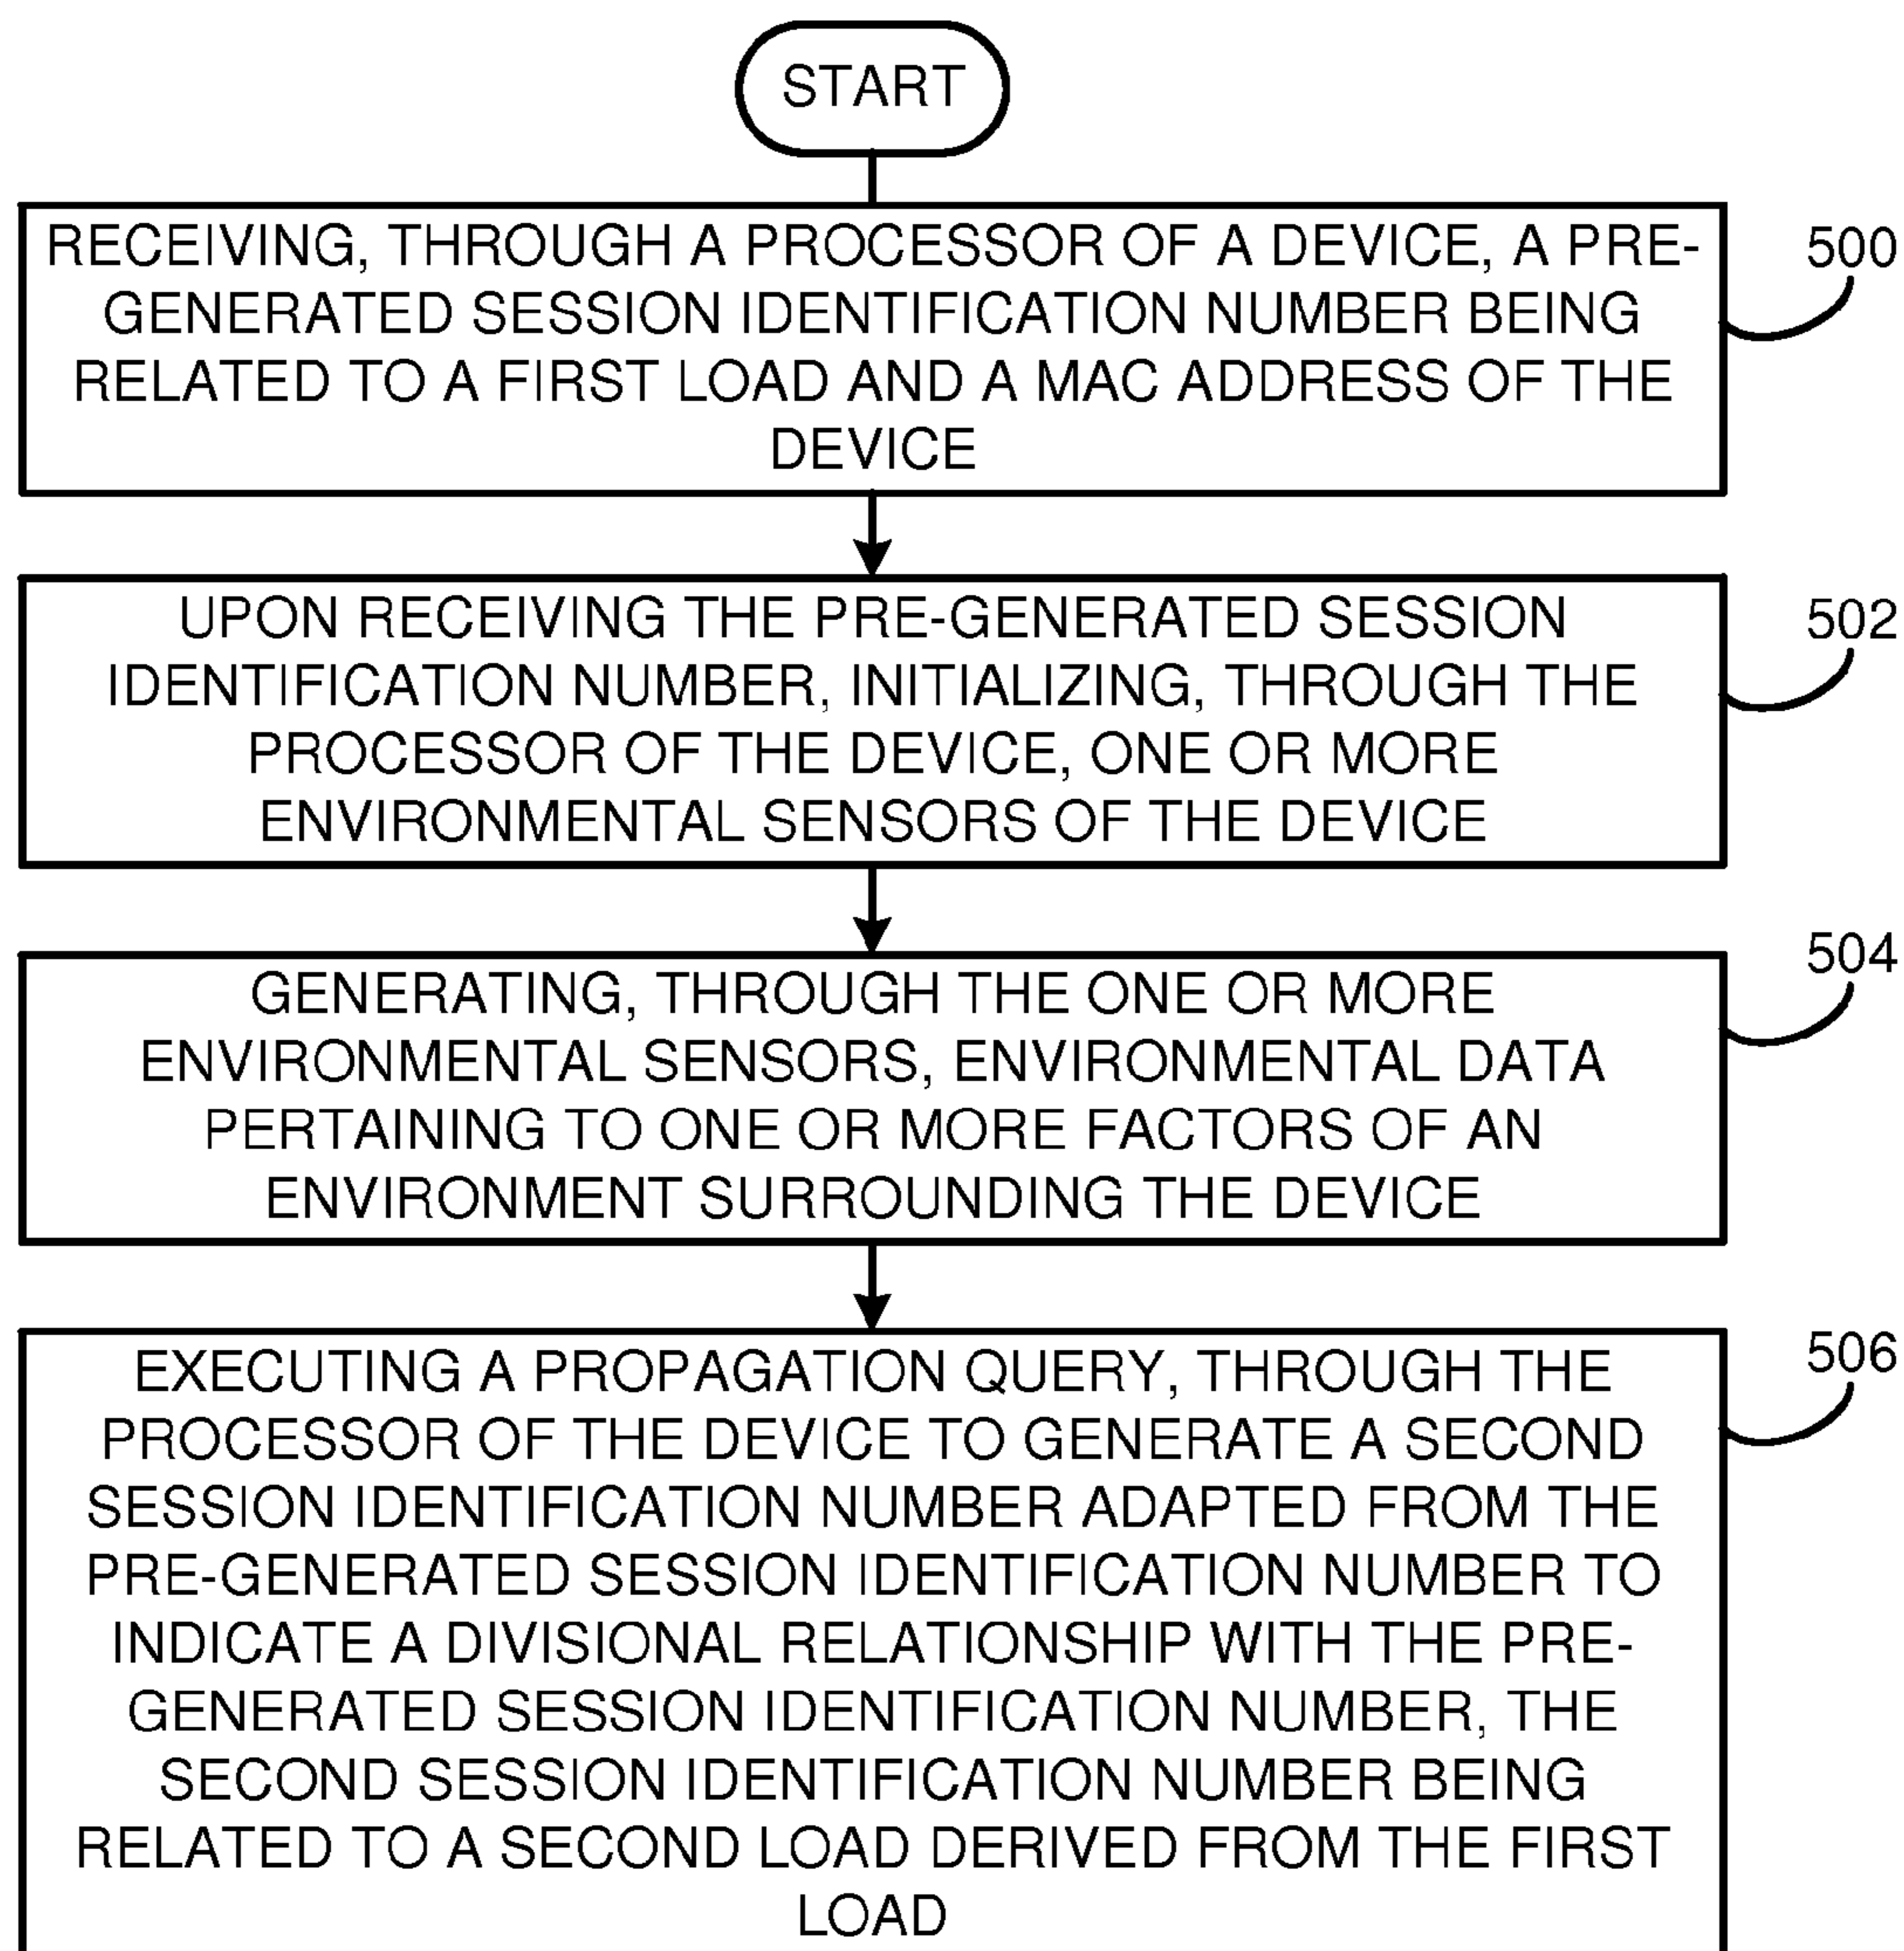 START
RECEIVING, THROUGH A PROCESSOR OF A DEVICE, A PRE-
GENERATED SESSION IDENTIFICATION NUMBER BEING
RELATED TO A FIRST LOAD AND A MAC ADDRESS OF THE
DEVICE
500
UPON RECEIVING THE PRE-GENERATED SESSION
IDENTIFICATION NUMBER, INITIALIZING, THROUGH THE
PROCESSOR OF THE DEVICE, ONE OR MORE
ENVIRONMENTAL SENSORS OF THE DEVICE
502
GENERATING, THROUGH THE ONE OR MORE
ENVIRONMENTAL SENSORS, ENVIRONMENTAL DATA
PERTAINING TO ONE OR MORE FACTORS OF AN
ENVIRONMENT SURROUNDING THE DEVICE
504
EXECUTING A PROPAGATION QUERY, THROUGH THE
PROCESSOR OF THE DEVICE TO GENERATE A SECOND
SESSION IDENTIFICATION NUMBER ADAPTED FROM THE
PRE-GENERATED SESSION IDENTIFICATION NUMBER TO
INDICATE A DIVISIONAL RELATIONSHIP WITH THE PRE-
GENERATED SESSION IDENTIFICATION NUMBER, THE
SECOND SESSION IDENTIFICATION NUMBER BEING
RELATED TO A SECOND LOAD DERIVED FROM THE FIRST
LOAD
506